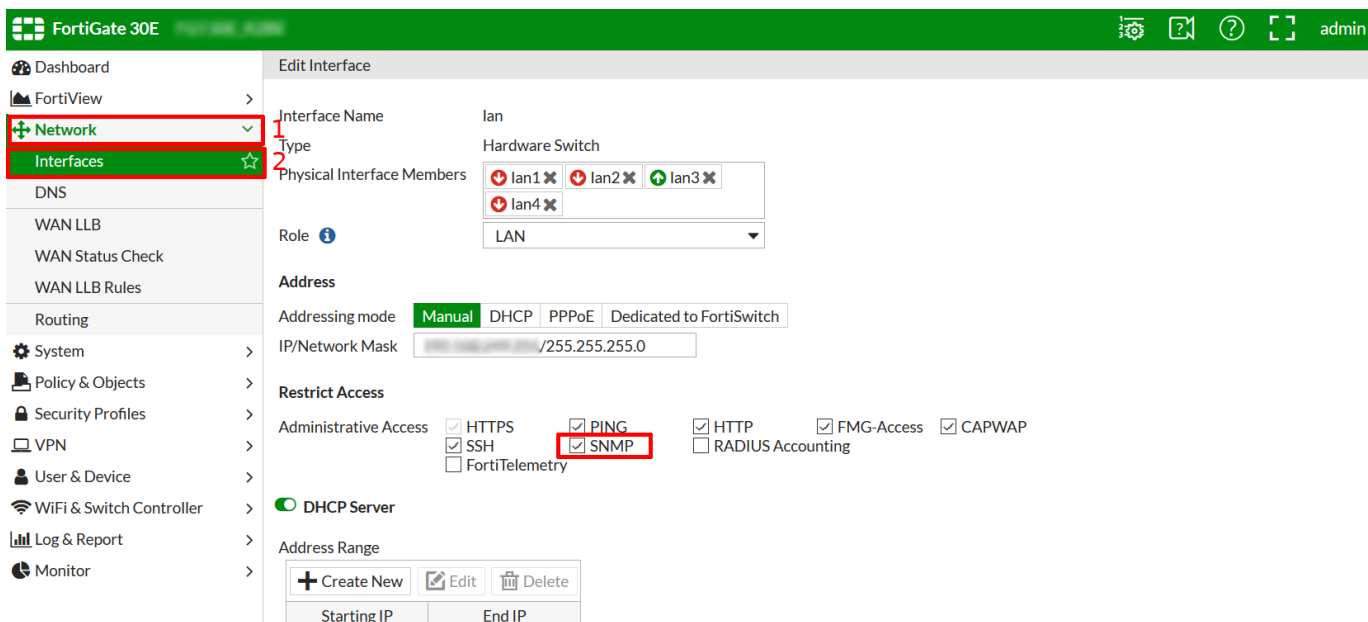 FortiGate 30E
admin
Dashboard
FortiView
Network
1
Interfaces
2
DNS
WAN LLB
WAN Status Check
WAN LLB Rules
Routing
System
Policy & Objects
Security Profiles
VPN
User & Device
WiFi & Switch Controller
Log & Report
Monitor
Edit Interface
Interface Name lan
Type Hardware Switch
Physical Interface Members lan1 lan2 lan3
lan4
Role LAN
Address
Addressing mode Manual DHCP PPPoE Dedicated to FortiSwitch
IP/Network Mask /255.255.255.0
Restrict Access
Administrative Access HTTPS PING HTTP FMG-Access CAPWAP
SSH SNMP RADIUS Accounting
FortiTelemetry
DHCP Server
Address Range
Create New Edit Delete
Starting IP End IP